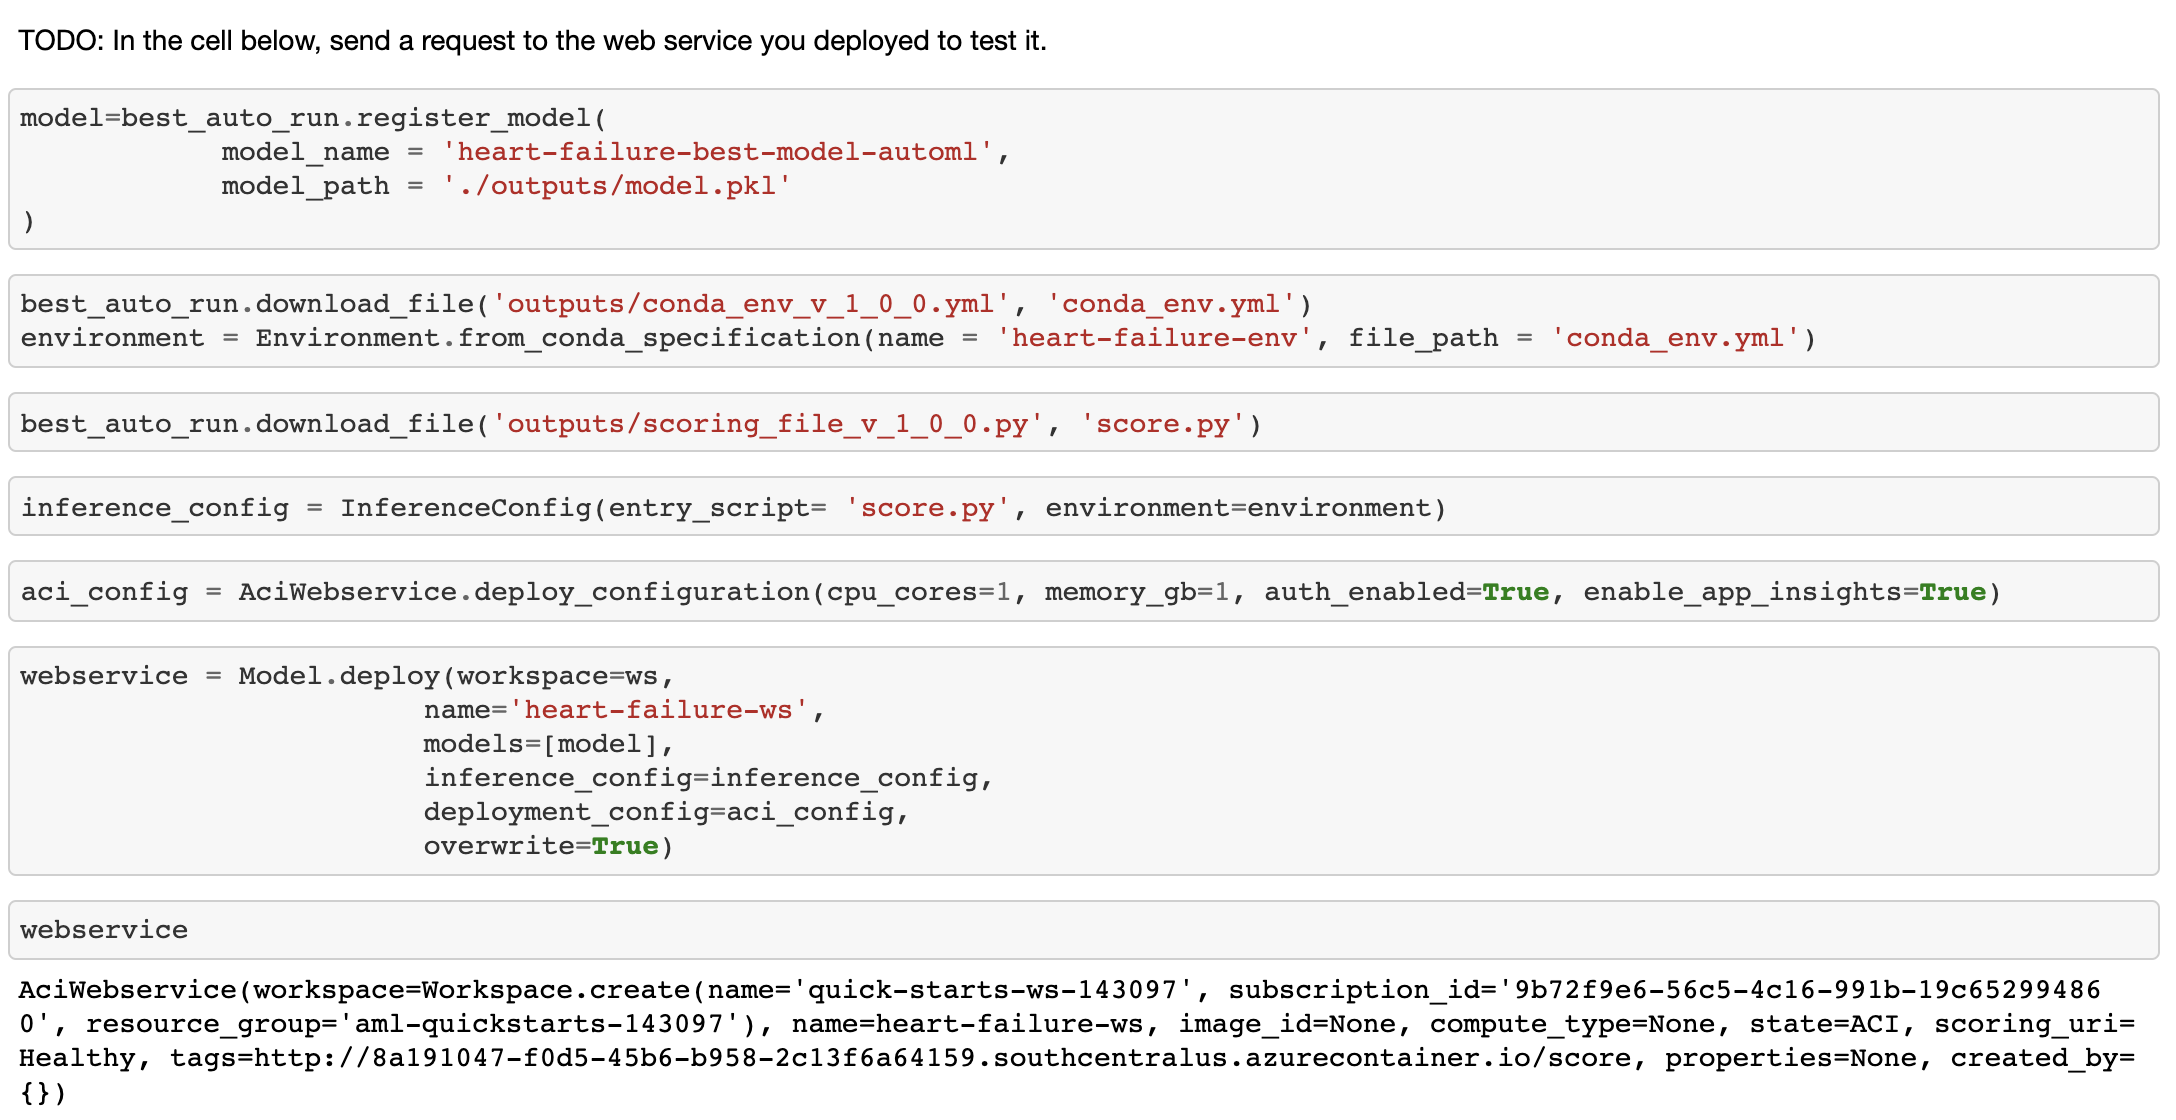 TODO: In the cell below, send a request to the web service you deployed to test it.
model=best_auto_run.register_model(
model_name = 'heart-failure-best-model-automl',
model_path = './outputs/model.pkl'
)
best_auto_run.download_file('outputs/conda_env_v_1_0_0.yml', 'conda_env.yml')
environment = Environment.from_conda_specification(name = 'heart-failure-env', file_path = 'conda_env.yml')
best_auto_run.download_file('outputs/scoring_file_v_1_0_0.py', 'score.py')
inference_config = InferenceConfig(entry_script= 'score.py', environment=environment)
aci_config = AciWebservice.deploy_configuration(cpu_cores=1, memory_gb=1, auth_enabled=True, enable_app_insights=True)
webservice = Model.deploy(workspace=ws,
name='heart-failure-ws',
models=[model],
inference_config=inference_config,
deployment_config=aci_config,
overwrite=True)
webservice
AciWebservice(workspace=Workspace.create(name='quick-starts-ws-143097', subscription_id='9b72f9e6-56c5-4c16-991b-19c65299486
0', resource_group='aml-quickstarts-143097'), name=heart-failure-ws, image_id=None, compute_type=None, state=ACI, scoring_uri=
Healthy, tags=http://8a191047-f0d5-45b6-b958-2c13f6a64159.southcentralus.azurecontainer.io/score, properties=None, created_by=
{})